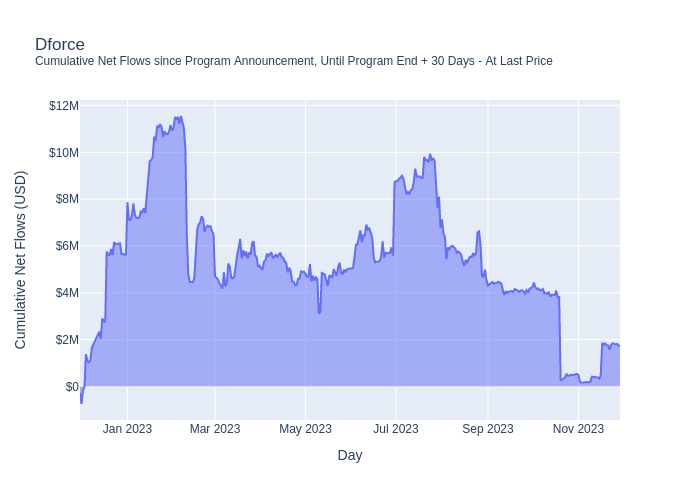 Dforce
Cumulative Net Flows since Program Announcement, Until Program End + 30 Days - At Last Price
$12M
$10M
$8M
$6M
$4M
$2M
$0
Cumulative Net Flows (USD)
Jan 2023
Mar 2023
May 2023
Jul 2023
Sep 2023
Nov 2023
Day